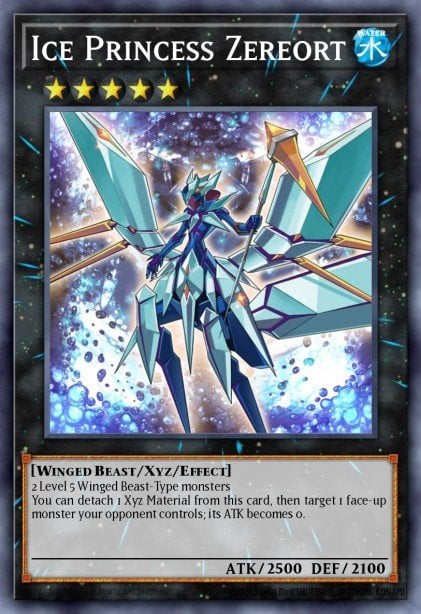 Ice Princess Zereort
WATER
水
[Winged Beast/Xyz/Effect]
2 Level 5 Winged Beast-Type monsters
You can detach 1 Xyz Material from this card, then target 1 face-up
monster your opponent controls; its ATK becomes 0.
ATK/2500 DEF/2100